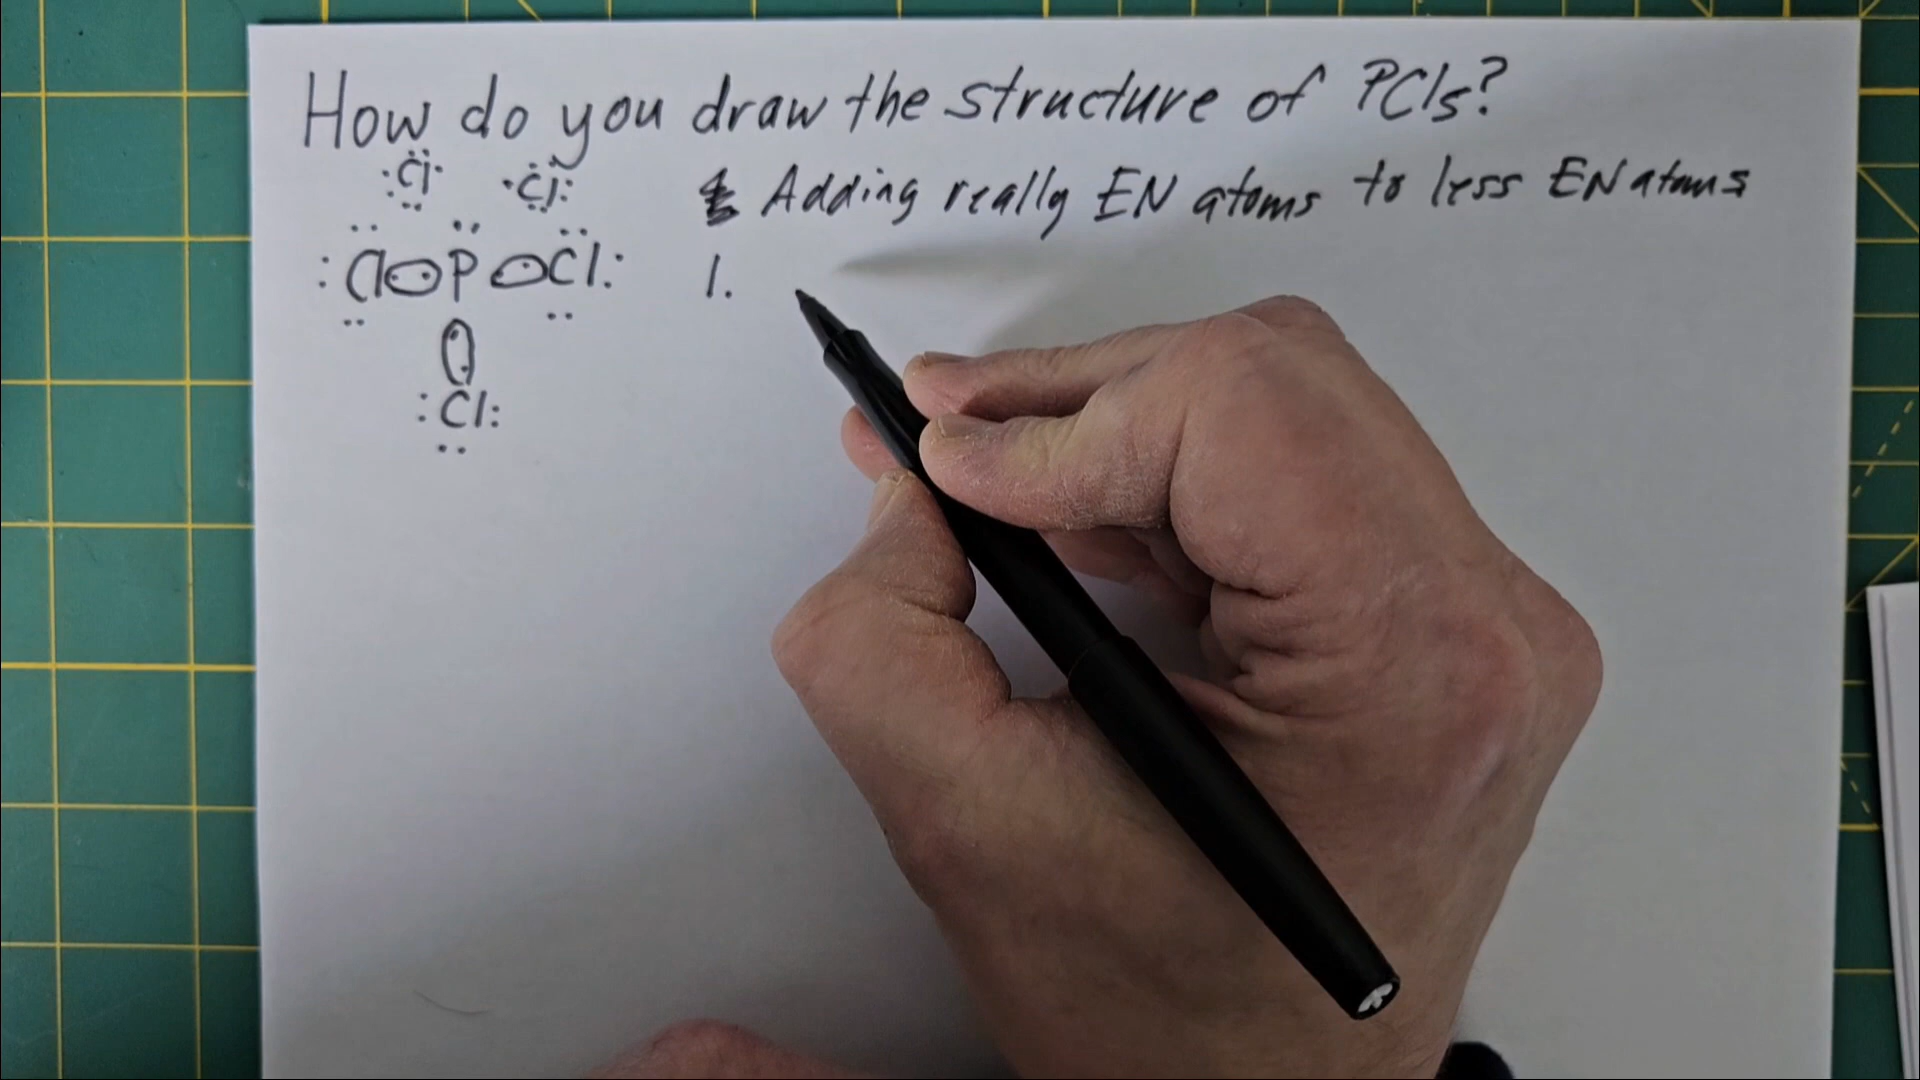 How do you draw the structure of PCl5?
Cl Cl
Adding really EN atoms to less EN atoms
Cl P Cl
1.
Cl